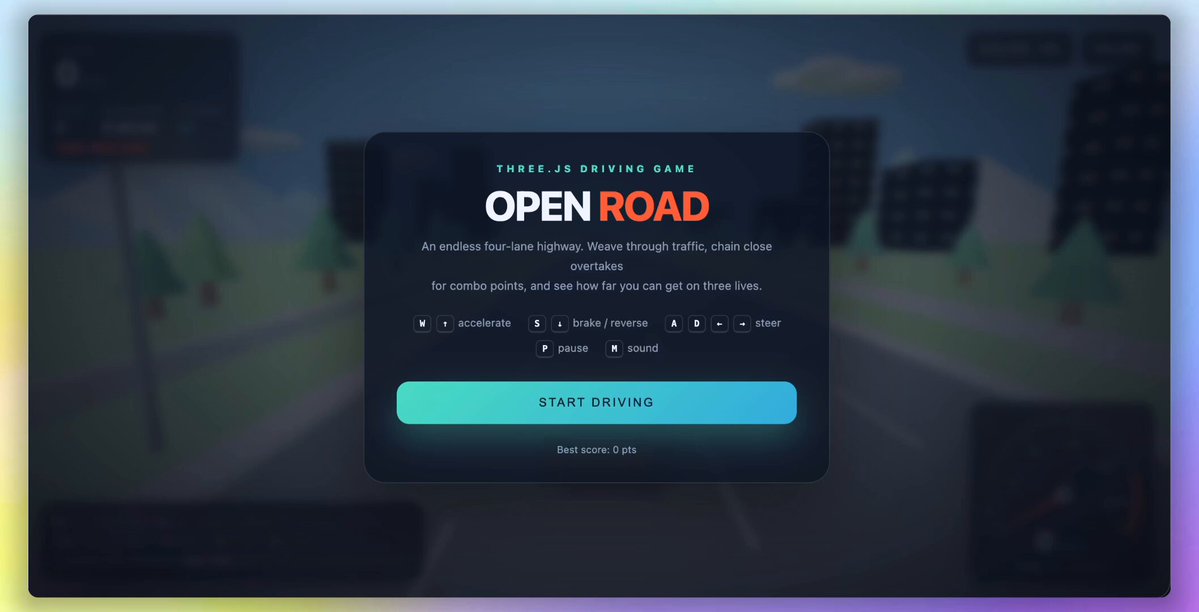 THREE.JS DRIVING GAME
OPEN ROAD
An endless four-lane highway. Weave through traffic, chain close
overtakes
for combo points, and see how far you can get on three lives.
W ↑ accelerate S ↓ brake / reverse A D ← → steer
P pause M sound
START DRIVING
Best score: 0 pts